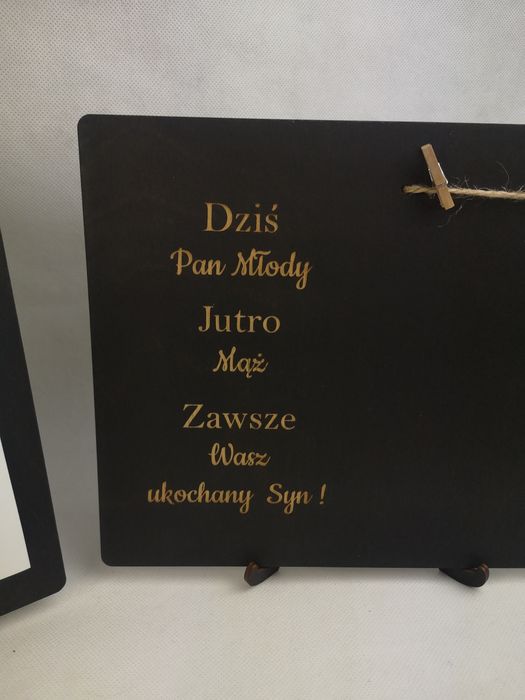 Dziś
Pan Młody
Jutro
Mąż
Zawsze
Wasz
ukochany Syn !